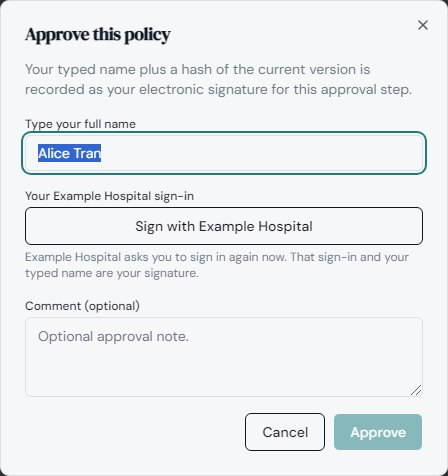 Approve this policy
Your typed name plus a hash of the current version is
recorded as your electronic signature for this approval step.
Type your full name
Alice Tran
Your Example Hospital sign-in
Sign with Example Hospital
Example Hospital asks you to sign in again now. That sign-in and your
typed name are your signature.
Comment (optional)
Optional approval note.
Cancel
Approve